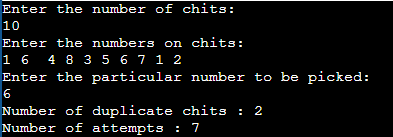 Enter the number of chits:
10
Enter the numbers on chits:
1 6  4 8 3 5 6 7 1 2
Enter the particular number to be picked:
6
Number of duplicate chits : 2
Number of attempts : 7